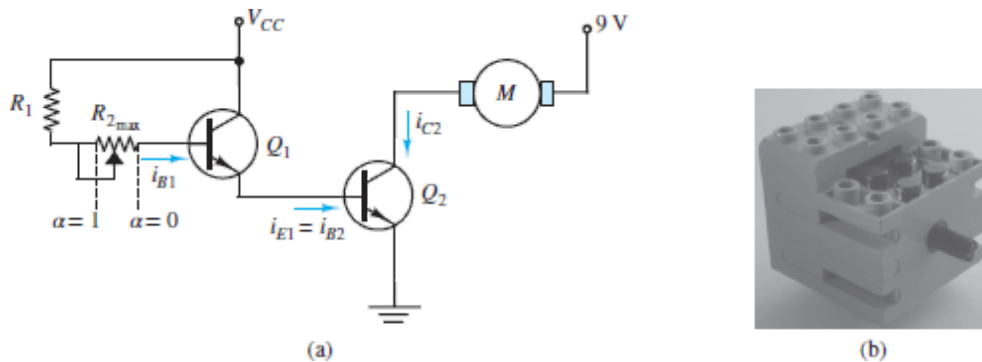 V_CC
9 V
R_1
R_2max
M
i_C2
Q_1
i_B1
Q_2
α = 1
α = 0
i_E1 = i_B2
(a)
(b)